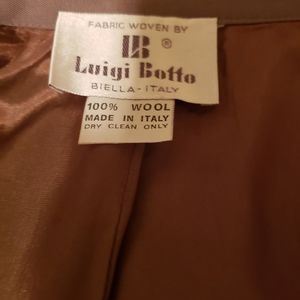 FABRIC WOVEN BY
LB ®
Luigi Botto
BIELLA-ITALY
100% WOOL
MADE IN ITALY
DRY CLEAN ONLY